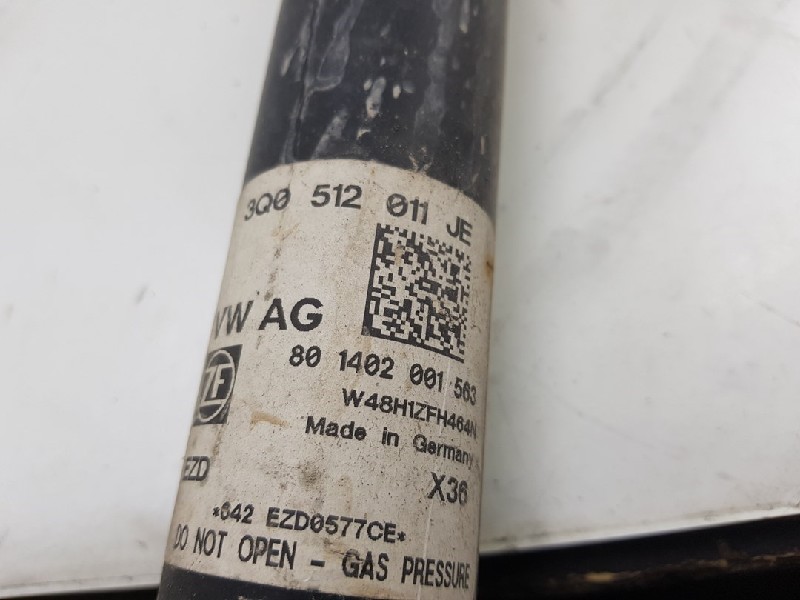 3Q0 512 011 JE
VW AG
ZF
80 1402 001 563
W48H1ZFH464N
Made in Germany
EZD
X36
*642 EZD0577CE*
DO NOT OPEN - GAS PRESSURE